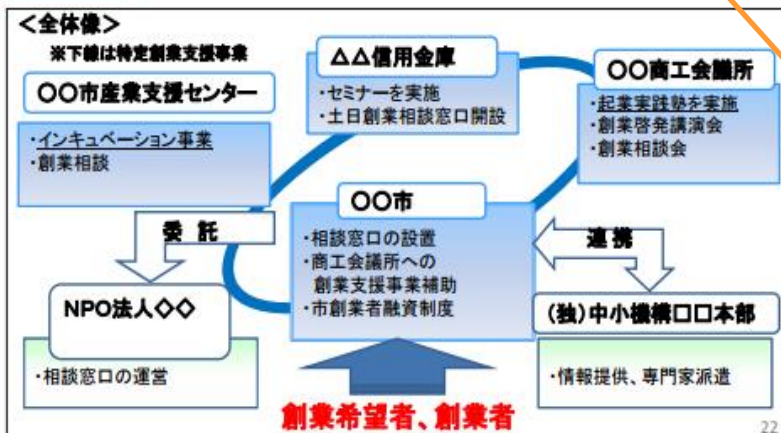 <全体像>
※下線は特定創業支援事業
〇〇市産業支援センター
・インキュベーション事業
・創業相談
△△信用金庫
・セミナーを実施
・土日創業相談窓口開設
〇〇商工会議所
・起業実践塾を実施
・創業啓発講演会
・創業相談会
〇〇市
・相談窓口の設置
・商工会議所への
創業支援事業補助
・市創業者融資制度
委託
連携
NPO法人◇◇
・相談窓口の運営
(独)中小機構□□本部
・情報提供、専門家派遣
創業希望者、創業者
22